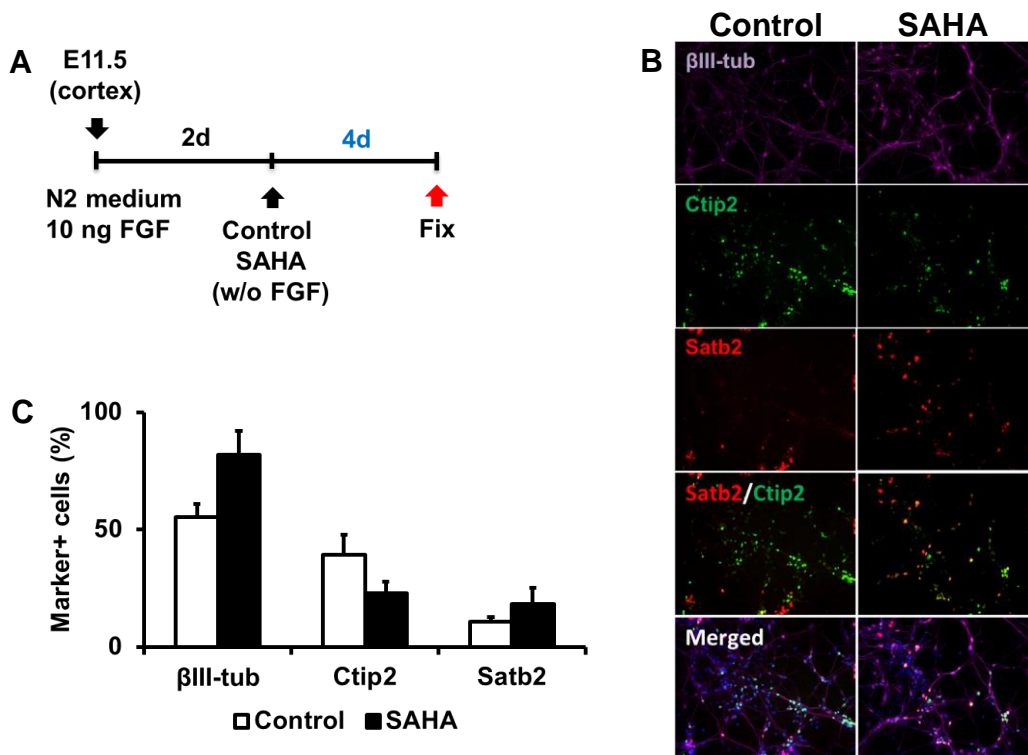 A
E11.5
(cortex)
2d
4d
N2 medium
10 ng FGF
Control
SAHA
(w/o FGF)
Fix
B
Control SAHA
βIII-tub
Ctip2
Satb2
Satb2/Ctip2
Merged
C
Marker+ cells (%)
100
50
0
βIII-tub Ctip2 Satb2
Control SAHA